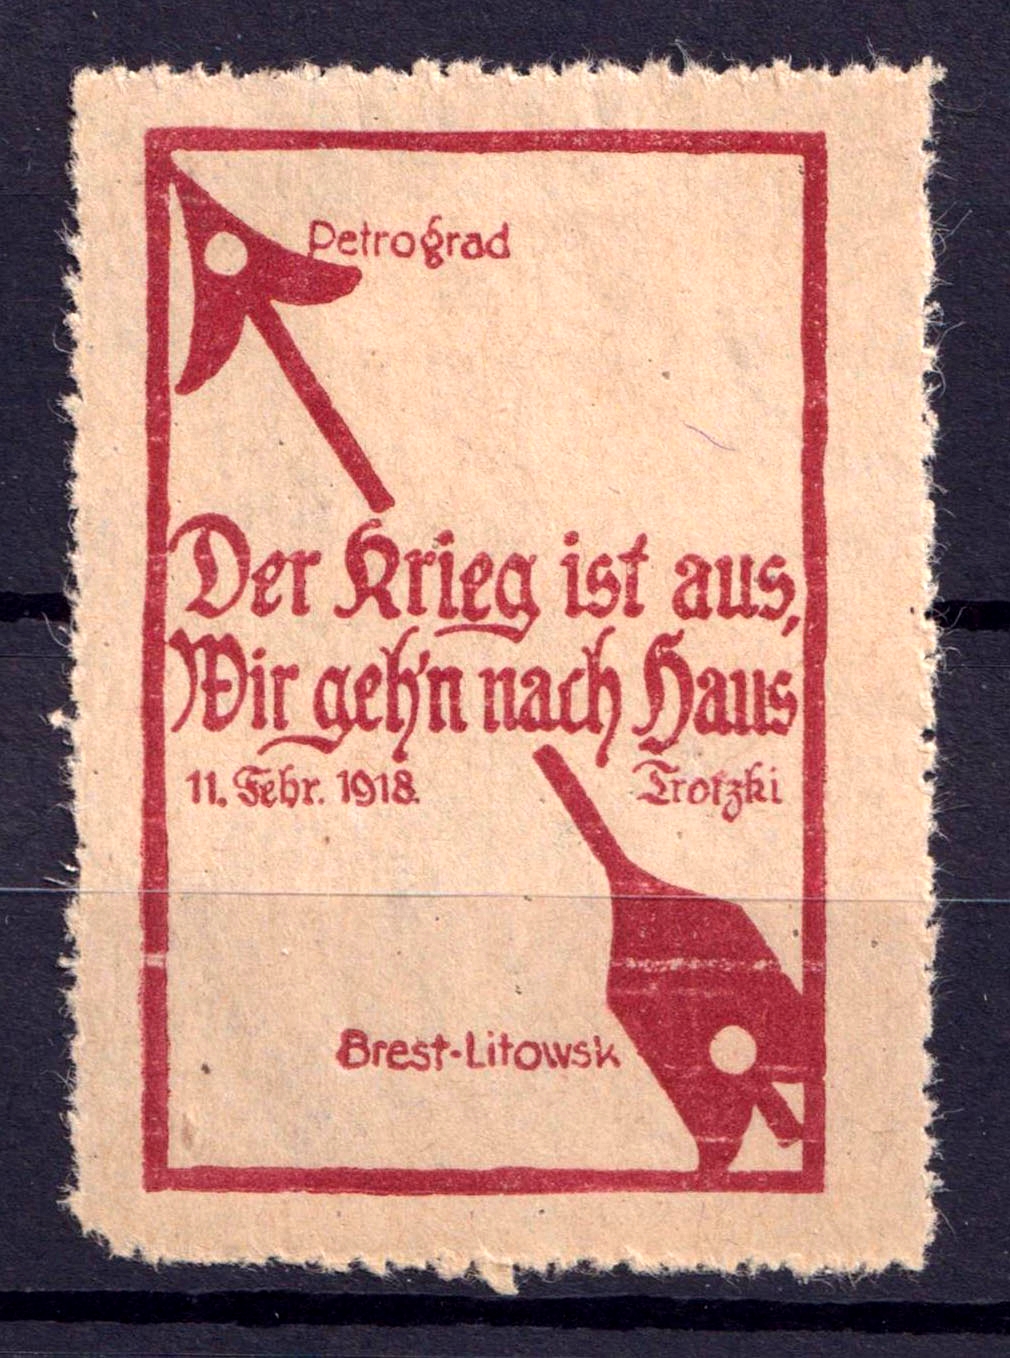 Petrograd
Der Krieg ist aus,
Wir geh'n nach Haus
11. Febr. 1918. Trotzki
Brest-Litowsk